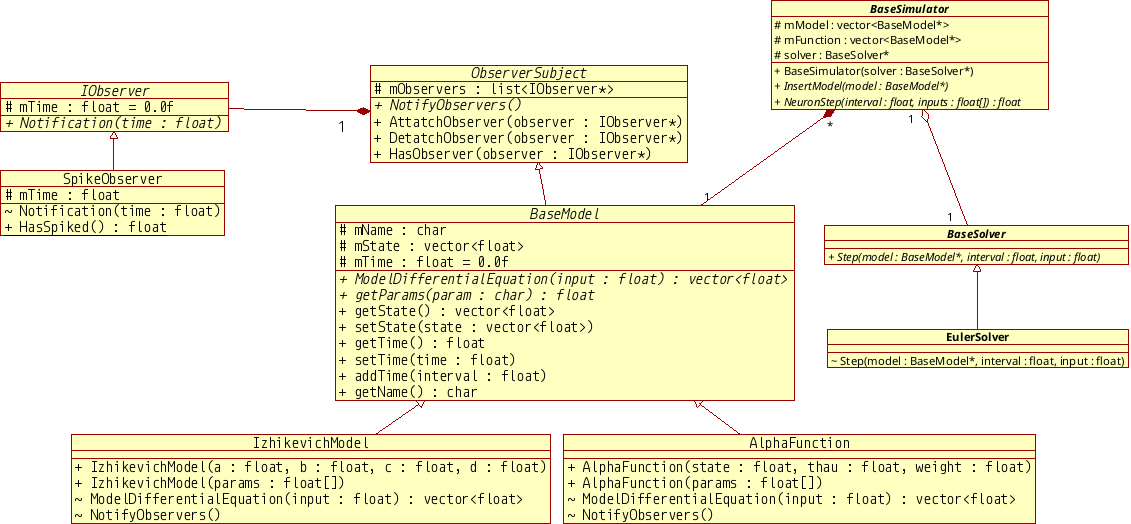 BaseSimulator
# mModel : vector<BaseModel*>
# mFunction : vector<BaseModel*>
# solver : BaseSolver*
+ BaseSimulator(solver : BaseSolver*)
+ InsertModel(model : BaseModel*)
+ NeuronStep(interval : float, inputs : float[]) : float
ObserverSubject
# mObservers : list<IObserver*>
+ NotifyObservers()
+ AttatchObserver(observer : IObserver*)
+ DetatchObserver(observer : IObserver*)
+ HasObserver(observer : IObserver*)
IObserver
# mTime : float = 0.0f
+ Notification(time : float)
1
*
1
SpikeObserver
# mTime : float
~ Notification(time : float)
+ HasSpiked() : float
1
1
BaseModel
# mName : char
# mState : vector<float>
# mTime : float = 0.0f
+ ModelDifferentialEquation(input : float) : vector<float>
+ getParams(param : char) : float
+ getState() : vector<float>
+ setState(state : vector<float>)
+ getTime() : float
+ setTime(time : float)
+ addTime(interval : float)
+ getName() : char
BaseSolver
+ Step(model : BaseModel*, interval : float, input : float)
EulerSolver
~ Step(model : BaseModel*, interval : float, input : float)
IzhikevichModel
+ IzhikevichModel(a : float, b : float, c : float, d : float)
+ IzhikevichModel(params : float[])
~ ModelDifferentialEquation(input : float) : vector<float>
~ NotifyObservers()
AlphaFunction
+ AlphaFunction(state : float, thau : float, weight : float)
+ AlphaFunction(params : float[])
~ ModelDifferentialEquation(input : float) : vector<float>
~ NotifyObservers()